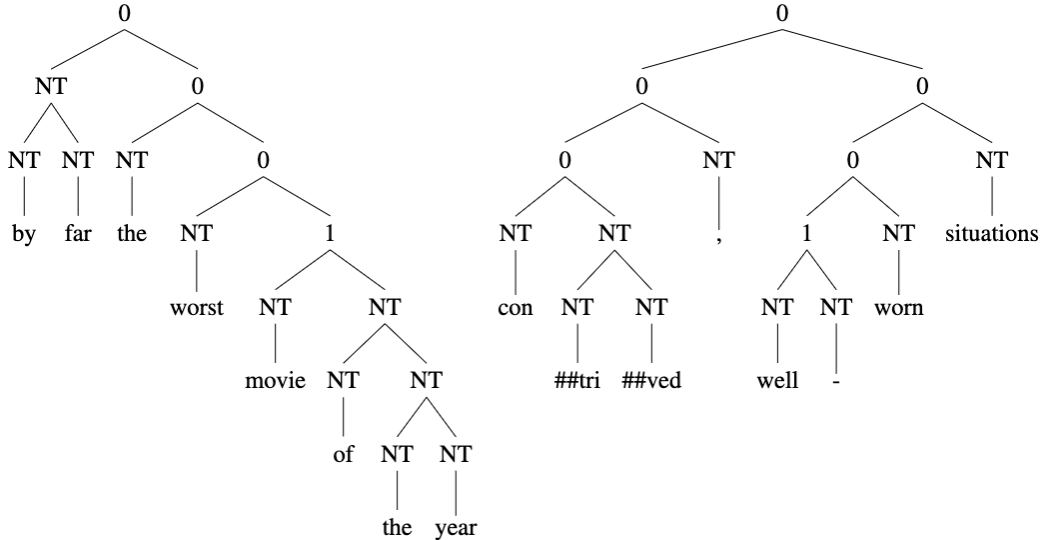 0 0
NT 0 0 0
NT NT NT 0 0 NT 0 NT
by far the NT 1 NT NT , 1 NT situations
worst NT NT con NT NT NT NT worn
movie NT NT ##tri ##ved well -
of NT NT
the year